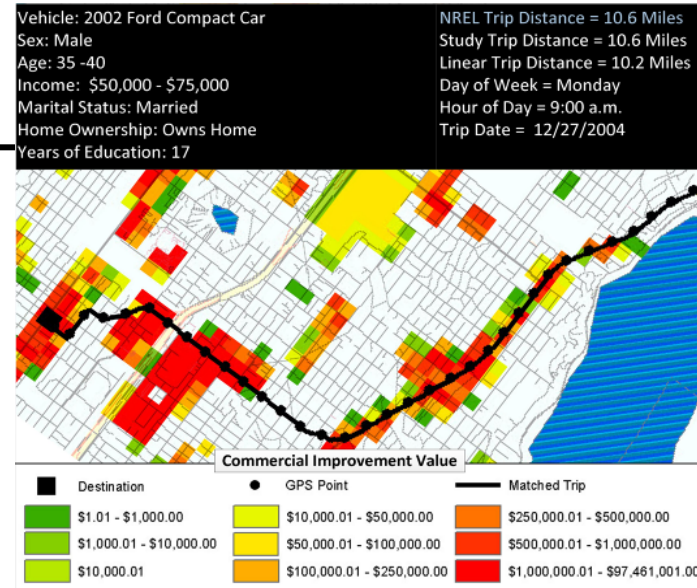 Vehicle: 2002 Ford Compact Car
Sex: Male
Age: 35 -40
Income:  $50,000 - $75,000
Marital Status: Married
Home Ownership: Owns Home
Years of Education: 17
NREL Trip Distance = 10.6 Miles
Study Trip Distance = 10.6 Miles
Linear Trip Distance = 10.2 Miles
Day of Week = Monday
Hour of Day = 9:00 a.m.
Trip Date =  12/27/2004
Commercial Improvement Value
Destination
GPS Point
Matched Trip
$1.01 - $1,000.00
$10,000.01 - $50,000.00
$250,000.01 - $500,000.00
$1,000.01 - $10,000.00
$50,000.01 - $100,000.00
$500,000.01 - $1,000,000.00
$10,000.01
$100,000.01 - $250,000.00
$1,000,000.01 - $97,461,001.00